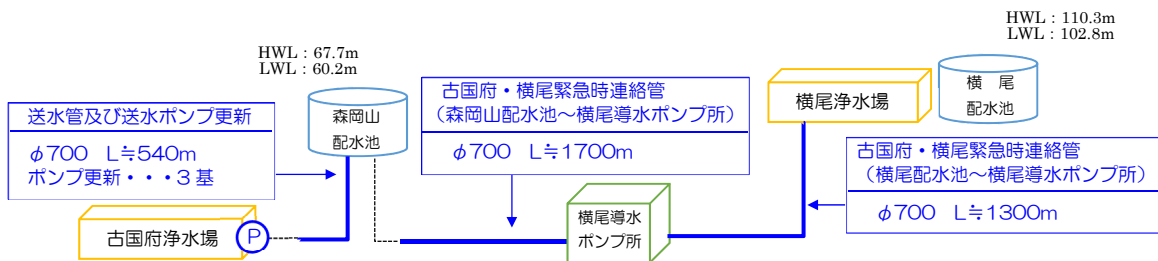 HWL : 67.7m
LWL : 60.2m
HWL : 110.3m
LWL : 102.8m
送水管及び送水ポンプ更新
φ700 L≒540m
ポンプ更新・・・3基
森岡山
配水池
古国府・横尾緊急時連絡管
（森岡山配水池～横尾導水ポンプ所）
φ700 L≒1700m
横尾浄水場
横 尾
配水池
古国府・横尾緊急時連絡管
（横尾配水池～横尾導水ポンプ所）
φ700 L≒1300m
古国府浄水場
P
横尾導水
ポンプ所